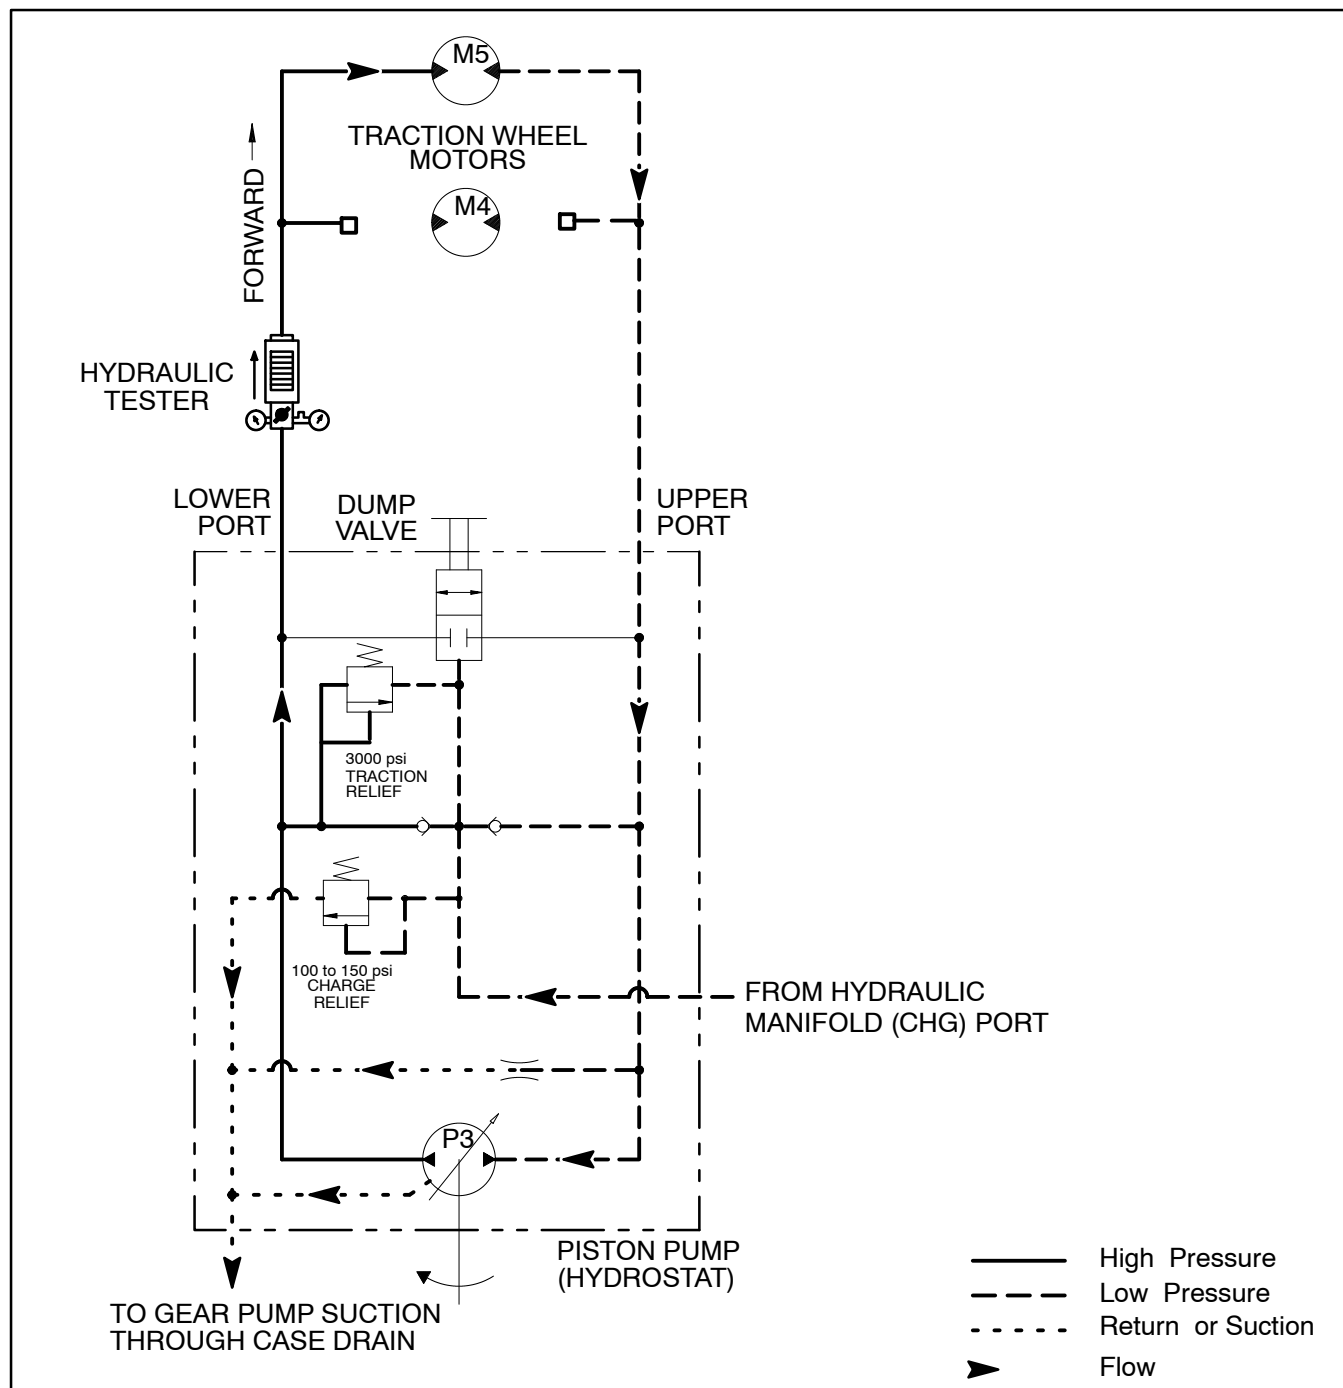 M5
TRACTION WHEEL
MOTORS
M4
FORWARD
HYDRAULIC
TESTER
LOWER
PORT
DUMP
VALVE
UPPER
PORT
3000 psi
TRACTION
RELIEF
100 to 150 psi
CHARGE
RELIEF
FROM HYDRAULIC
MANIFOLD (CHG) PORT
P3
PISTON PUMP
(HYDROSTAT)
TO GEAR PUMP SUCTION
THROUGH CASE DRAIN
High Pressure
Low Pressure
Return or Suction
Flow